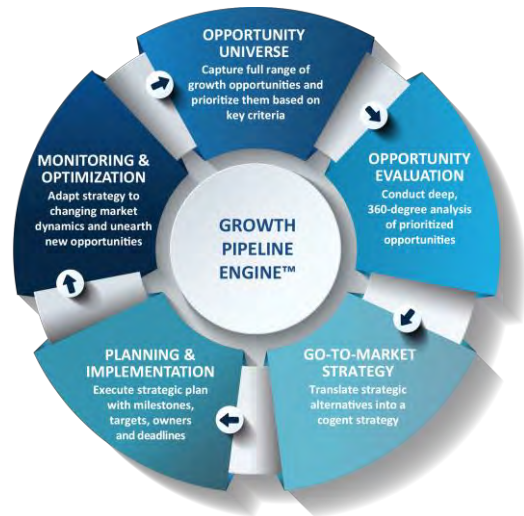 OPPORTUNITY
UNIVERSE
Capture full range of
growth opportunities and
prioritize them based on
key criteria
OPPORTUNITY
EVALUATION
Conduct deep,
360-degree analysis
of prioritized
opportunities
GO-TO-MARKET
STRATEGY
Translate strategic
alternatives into a
cogent strategy
PLANNING &
IMPLEMENTATION
Execute strategic plan
with milestones,
targets, owners
and deadlines
MONITORING &
OPTIMIZATION
Adapt strategy to
changing market
dynamics and unearth
new opportunities
GROWTH
PIPELINE
ENGINE™